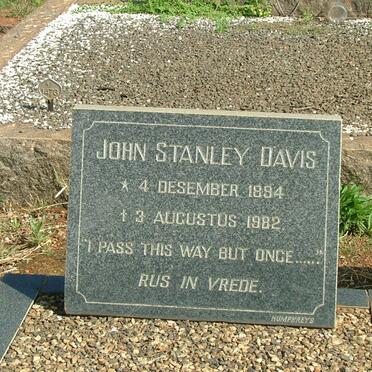 JOHN STANLEY DAVIS
* 4 DESEMBER 1894
† 3 AUGUSTUS 1982
"I PASS THIS WAY BUT ONCE......"
RUS IN VREDE.
HUMPHREYS